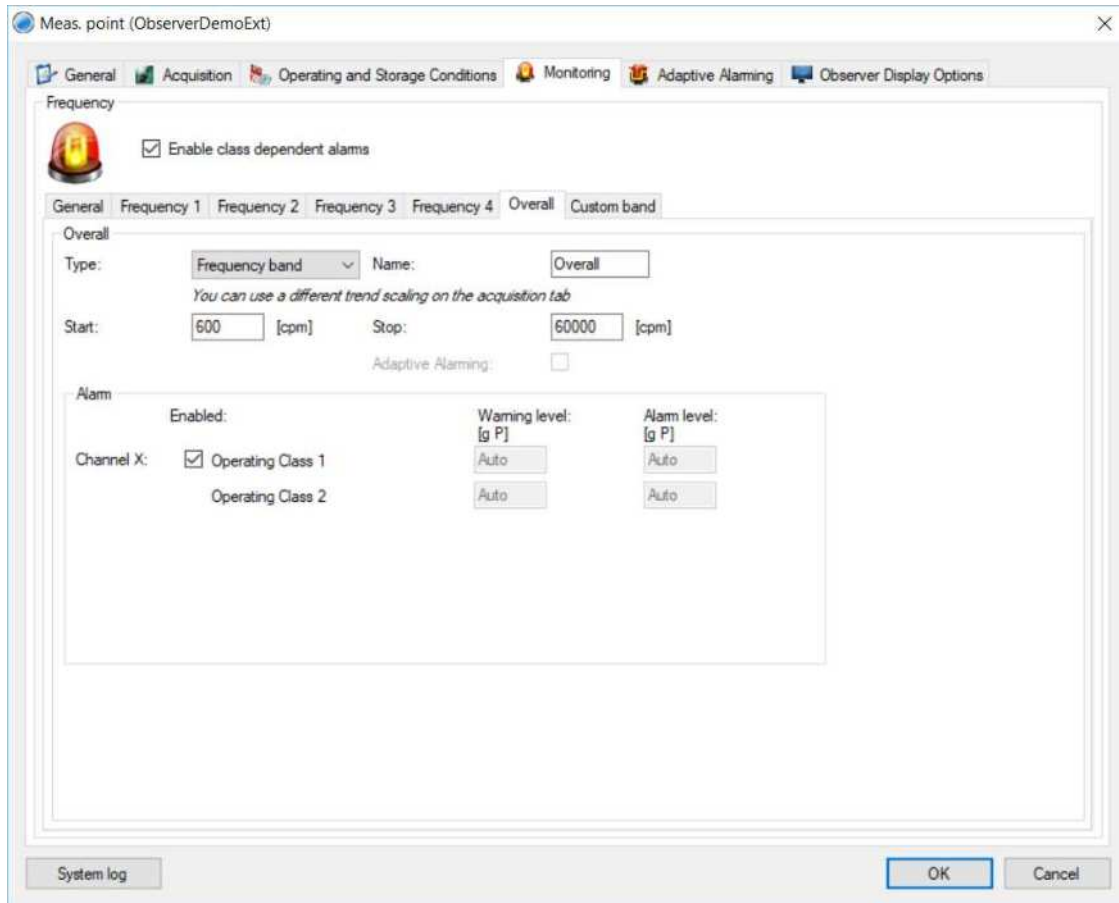 Meas. point (ObserverDemoExt)
General Acquisition Operating and Storage Conditions Monitoring Adaptive Alarming Observer Display Options
Frequency
Enable class dependent alarms
General Frequency 1 Frequency 2 Frequency 3 Frequency 4 Overall Custom band
Overall
Type: Frequency band Name: Overall
You can use a different trend scaling on the acquisition tab
Start: 600 [cpm] Stop: 60000 [cpm]
Adaptive Alarming:
Alarm
Enabled: Warning level: Alarm level:
[g P] [g P]
Channel X: Operating Class 1 Auto Auto
Operating Class 2 Auto Auto
System log OK Cancel